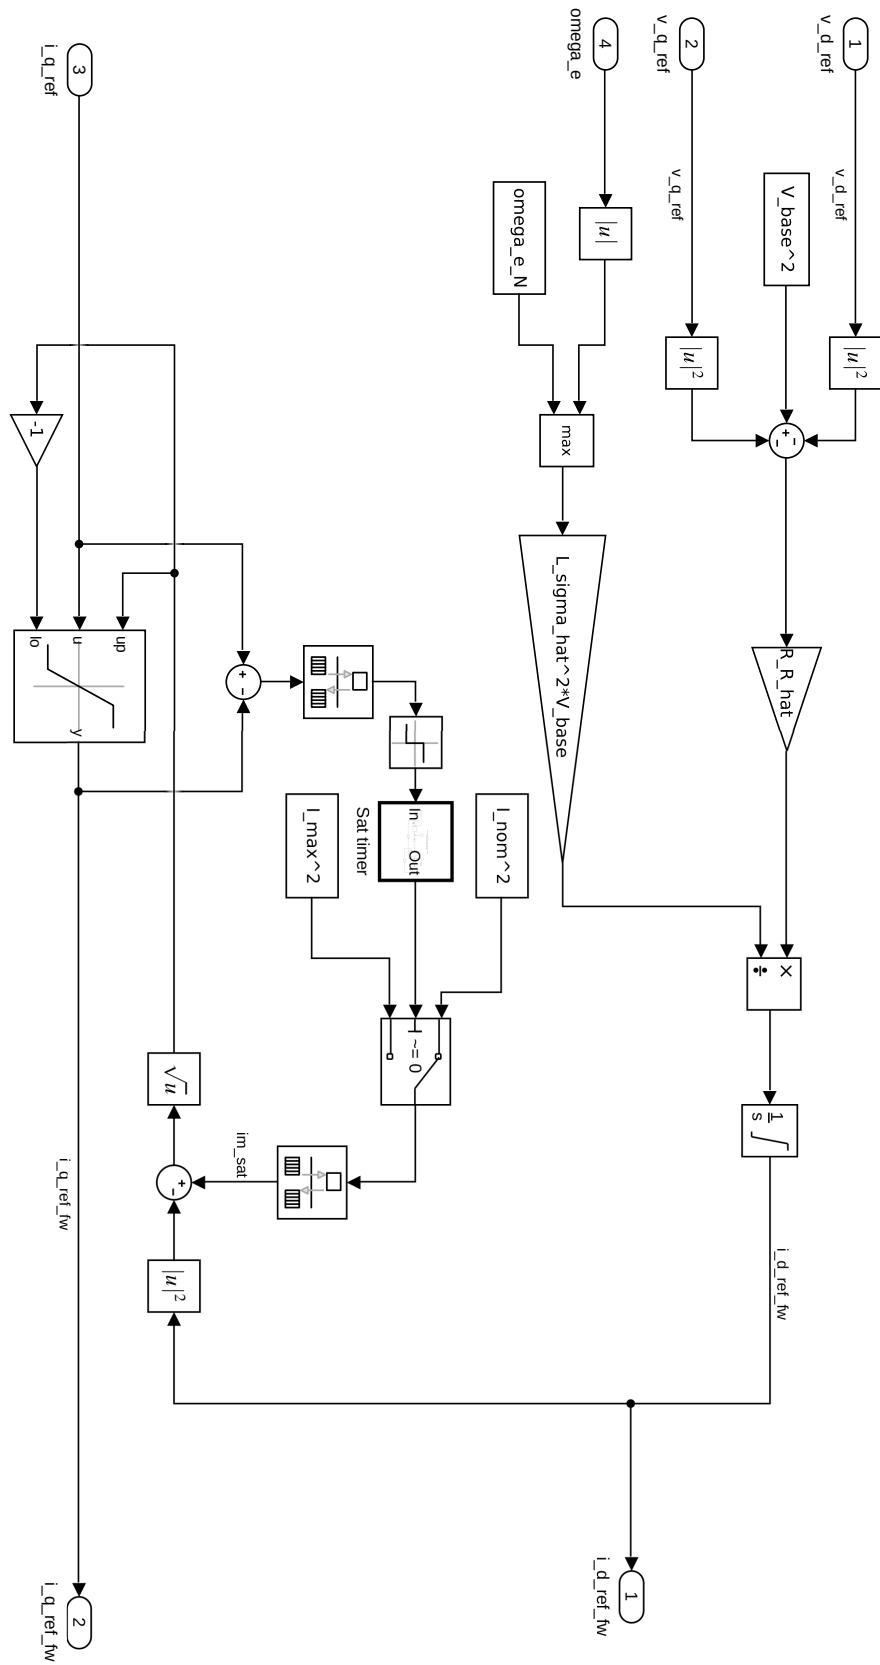 1
v_d_ref
v_d_ref
|u|²
V_base^2
+
−
−
R_R_hat
2
v_q_ref
v_q_ref
|u|²
×
÷
1
s
i_d_ref_fw
4
omega_e
|u|
omega_e_N
max
L_sigma_hat^2*V_base
1
i_d_ref_fw
I_nom^2
In
Out
Sat timer
I_max^2
~= 0
im_sat
+
−
|u|²
√u
+
−
3
i_q_ref
-1
up
u
lo
y
i_q_ref_fw
2
i_q_ref_fw